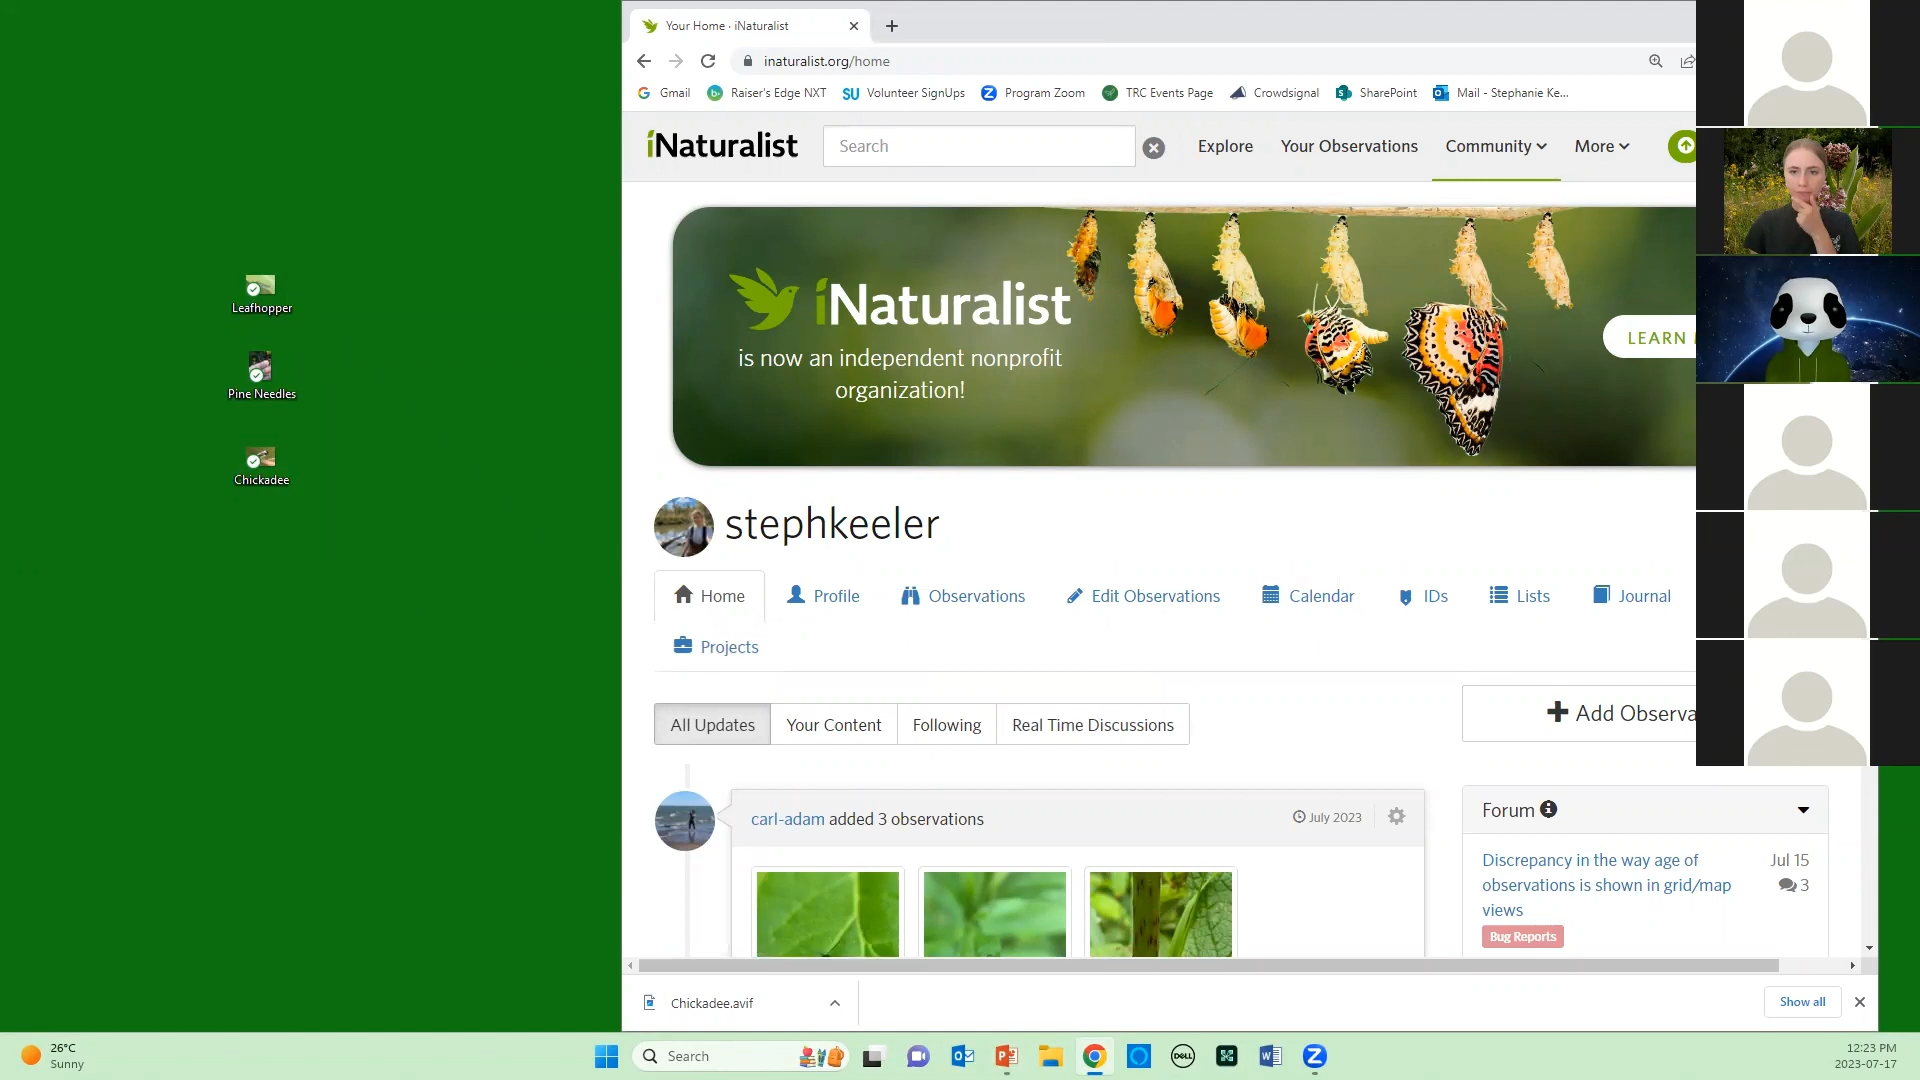 Your Home · iNaturalist
inaturalist.org/home
Gmail
Raiser's Edge NXT
SU Volunteer SignUps
Program Zoom
TRC Events Page
Crowdsignal
SharePoint
Mail - Stephanie Ke...
iNaturalist
Search
Explore
Your Observations
Community
More
iNaturalist
is now an independent nonprofit
organization!
LEARN
Leafhopper
Pine Needles
Chickadee
stephkeeler
Home
Profile
Observations
Edit Observations
Calendar
IDs
Lists
Journal
Projects
All Updates
Your Content
Following
Real Time Discussions
Add Observa
carl-adam added 3 observations
July 2023
Forum
Discrepancy in the way age of
observations is shown in grid/map
views
Jul 15
3
Bug Reports
Chickadee.avif
Show all
26°C
Sunny
Search
DELL
12:23 PM
2023-07-17